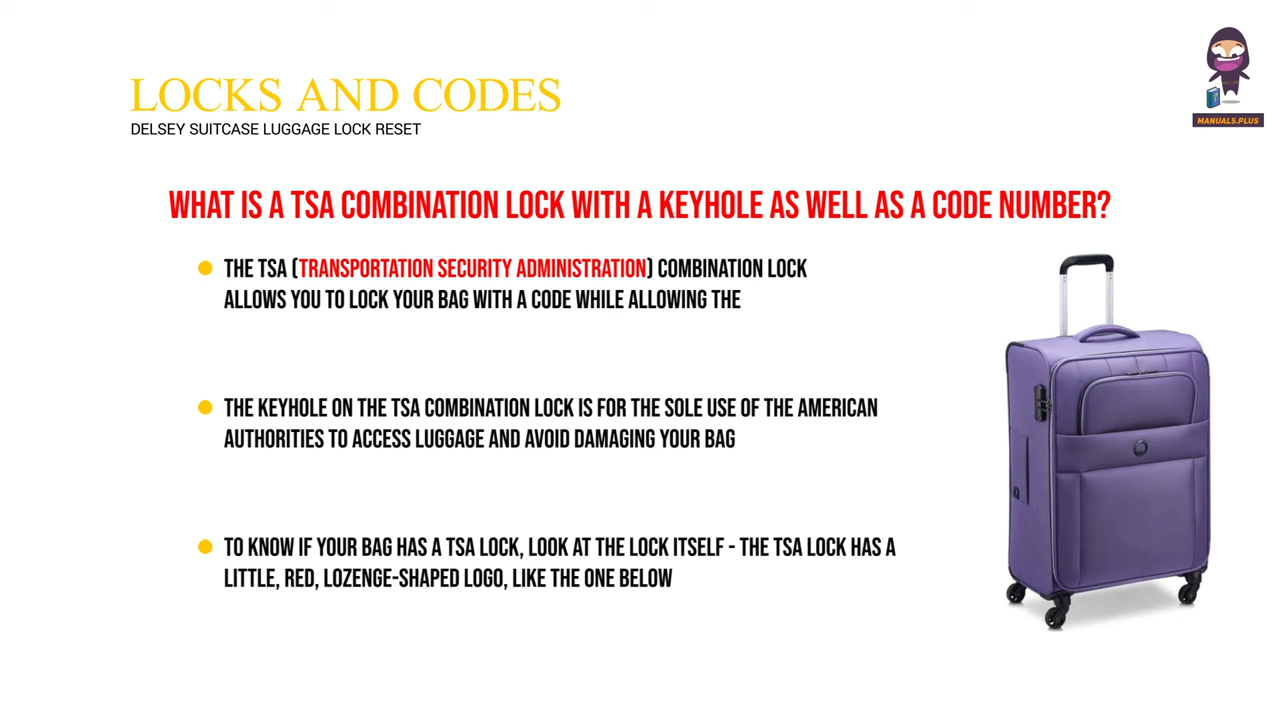 LOCKS AND CODES
DELSEY SUITCASE LUGGAGE LOCK RESET
MANUALS.PLUS
WHAT IS A TSA COMBINATION LOCK WITH A KEYHOLE AS WELL AS A CODE NUMBER?
THE TSA (TRANSPORTATION SECURITY ADMINISTRATION) COMBINATION LOCK
ALLOWS YOU TO LOCK YOUR BAG WITH A CODE WHILE ALLOWING THE
THE KEYHOLE ON THE TSA COMBINATION LOCK IS FOR THE SOLE USE OF THE AMERICAN
AUTHORITIES TO ACCESS LUGGAGE AND AVOID DAMAGING YOUR BAG
TO KNOW IF YOUR BAG HAS A TSA LOCK, LOOK AT THE LOCK ITSELF - THE TSA LOCK HAS A
LITTLE, RED, LOZENGE-SHAPED LOGO, LIKE THE ONE BELOW